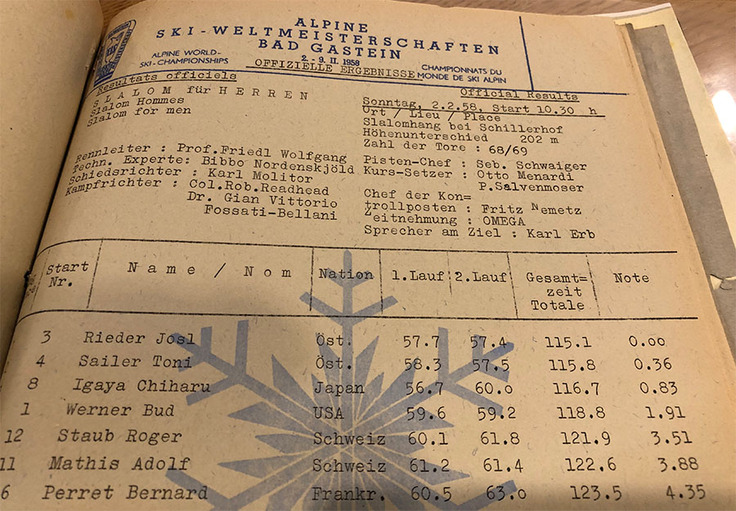 ALPINE
SKI-WELTMEISTERSCHAFTEN
BAD GASTEIN
ALPINE WORLD-
SKI-CHAMPIONSHIPS
2. - 9. II. 1958
CHAMPIONNATS DU
MONDE DE SKI ALPIN
OFFIZIELLE ERGEBNISSE
Resultats officiels
Official Results
SLALOM für HERREN
Slalom Hommes
Slalom for men
Sonntag, 2.2.58, Start 10.30 h
Ort / Lieu / Place
Slalomhang bei Schillerhof
Höhenunterschied 202 m
Zahl der Tore : 68/69
Rennleiter : Prof.Friedl Wolfgang
Techn. Experte: Bibbo Nordenskjöld
Schiedsrichter : Karl Molitor
Kampfrichter : Col.Rob.Readhead
Dr. Gian Vittorio
Fossati-Bellani
Pisten-Chef : Seb. Schwaiger
Kurs-Setzer : Otto Menardi
P.Salvenmoser
Chef der Kon=
trollposten : Fritz Nemetz
Zeitnehmung : OMEGA
Sprecher am Ziel : Karl Erb
Start Nr. Name / Nom Nation 1.Lauf 2.Lauf Gesamt= zeit Totale Note
3 Rieder Josl Öst. 57.7 57.4 115.1 0.00
4 Sailer Toni Öst. 58.3 57.5 115.8 0.36
8 Igaya Chiharu Japan 56.7 60.0 116.7 0.83
1 Werner Bud USA 59.6 59.2 118.8 1.91
12 Staub Roger Schweiz 60.1 61.8 121.9 3.51
11 Mathis Adolf Schweiz 61.2 61.4 122.6 3.88
6 Perret Bernard Frankr. 60.5 63.0 123.5 4.35